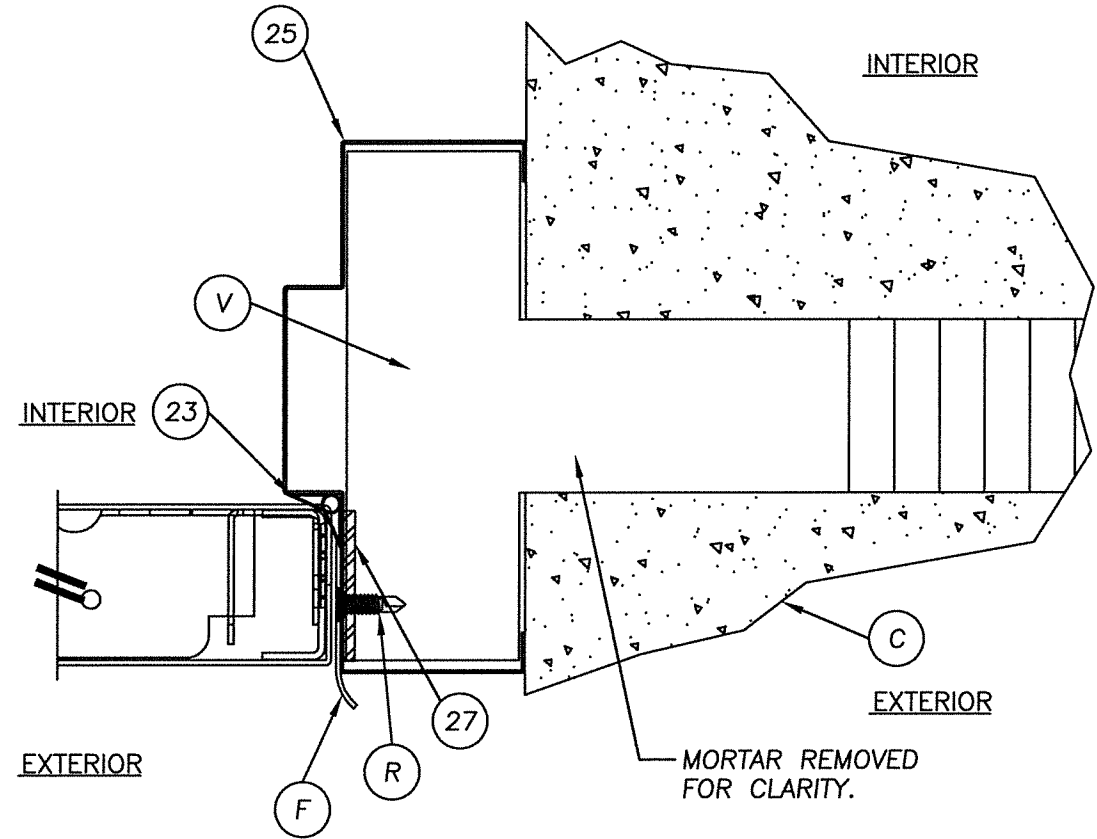 25
INTERIOR
V
INTERIOR
23
C
27
EXTERIOR
R
EXTERIOR
F
MORTAR REMOVED
FOR CLARITY.